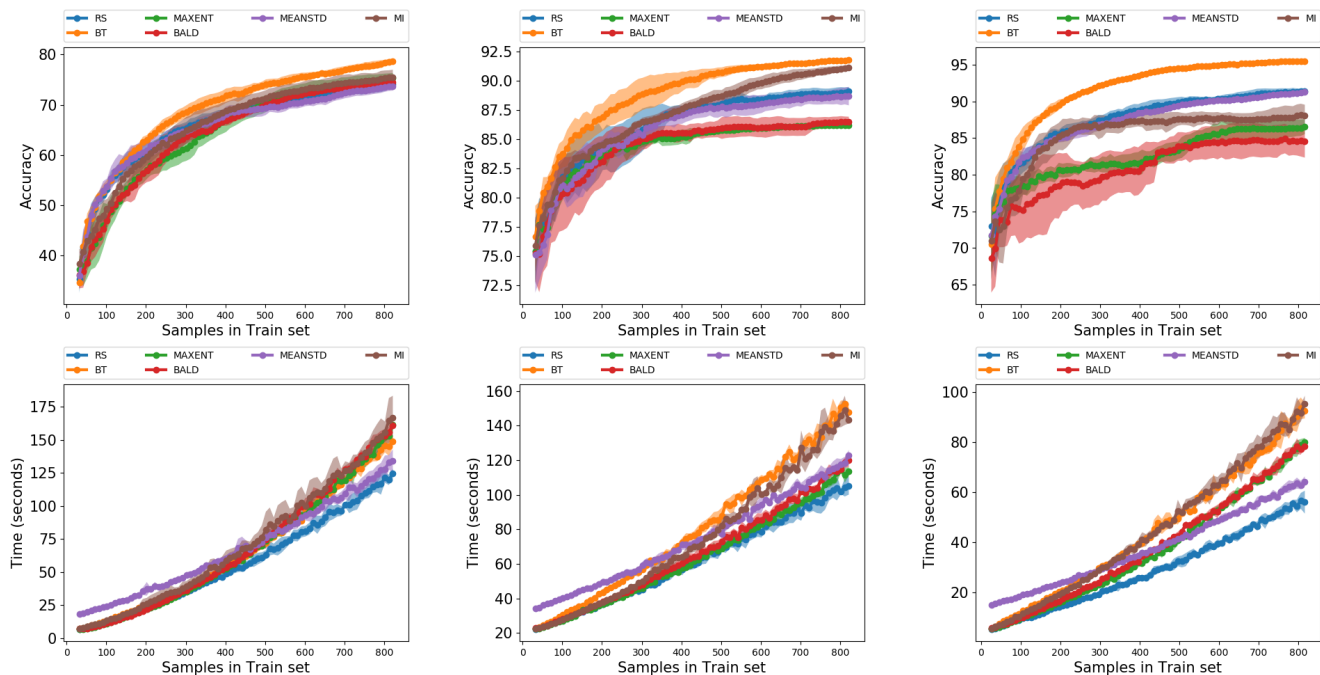 RS MAXENT MEANSTD MI
BT BALD
80
70
60
50
40
Accuracy
0 100 200 300 400 500 600 700 800
Samples in Train set
RS MAXENT MEANSTD MI
BT BALD
92.5
90.0
87.5
85.0
82.5
80.0
77.5
75.0
72.5
Accuracy
0 100 200 300 400 500 600 700 800
Samples in Train set
RS MAXENT MEANSTD MI
BT BALD
95
90
85
80
75
70
65
Accuracy
0 100 200 300 400 500 600 700 800
Samples in Train set
RS MAXENT MEANSTD MI
BT BALD
175
150
125
100
75
50
25
0
Time (seconds)
0 100 200 300 400 500 600 700 800
Samples in Train set
RS MAXENT MEANSTD MI
BT BALD
160
140
120
100
80
60
40
20
Time (seconds)
0 100 200 300 400 500 600 700 800
Samples in Train set
RS MAXENT MEANSTD MI
BT BALD
100
80
60
40
20
Time (seconds)
0 100 200 300 400 500 600 700 800
Samples in Train set